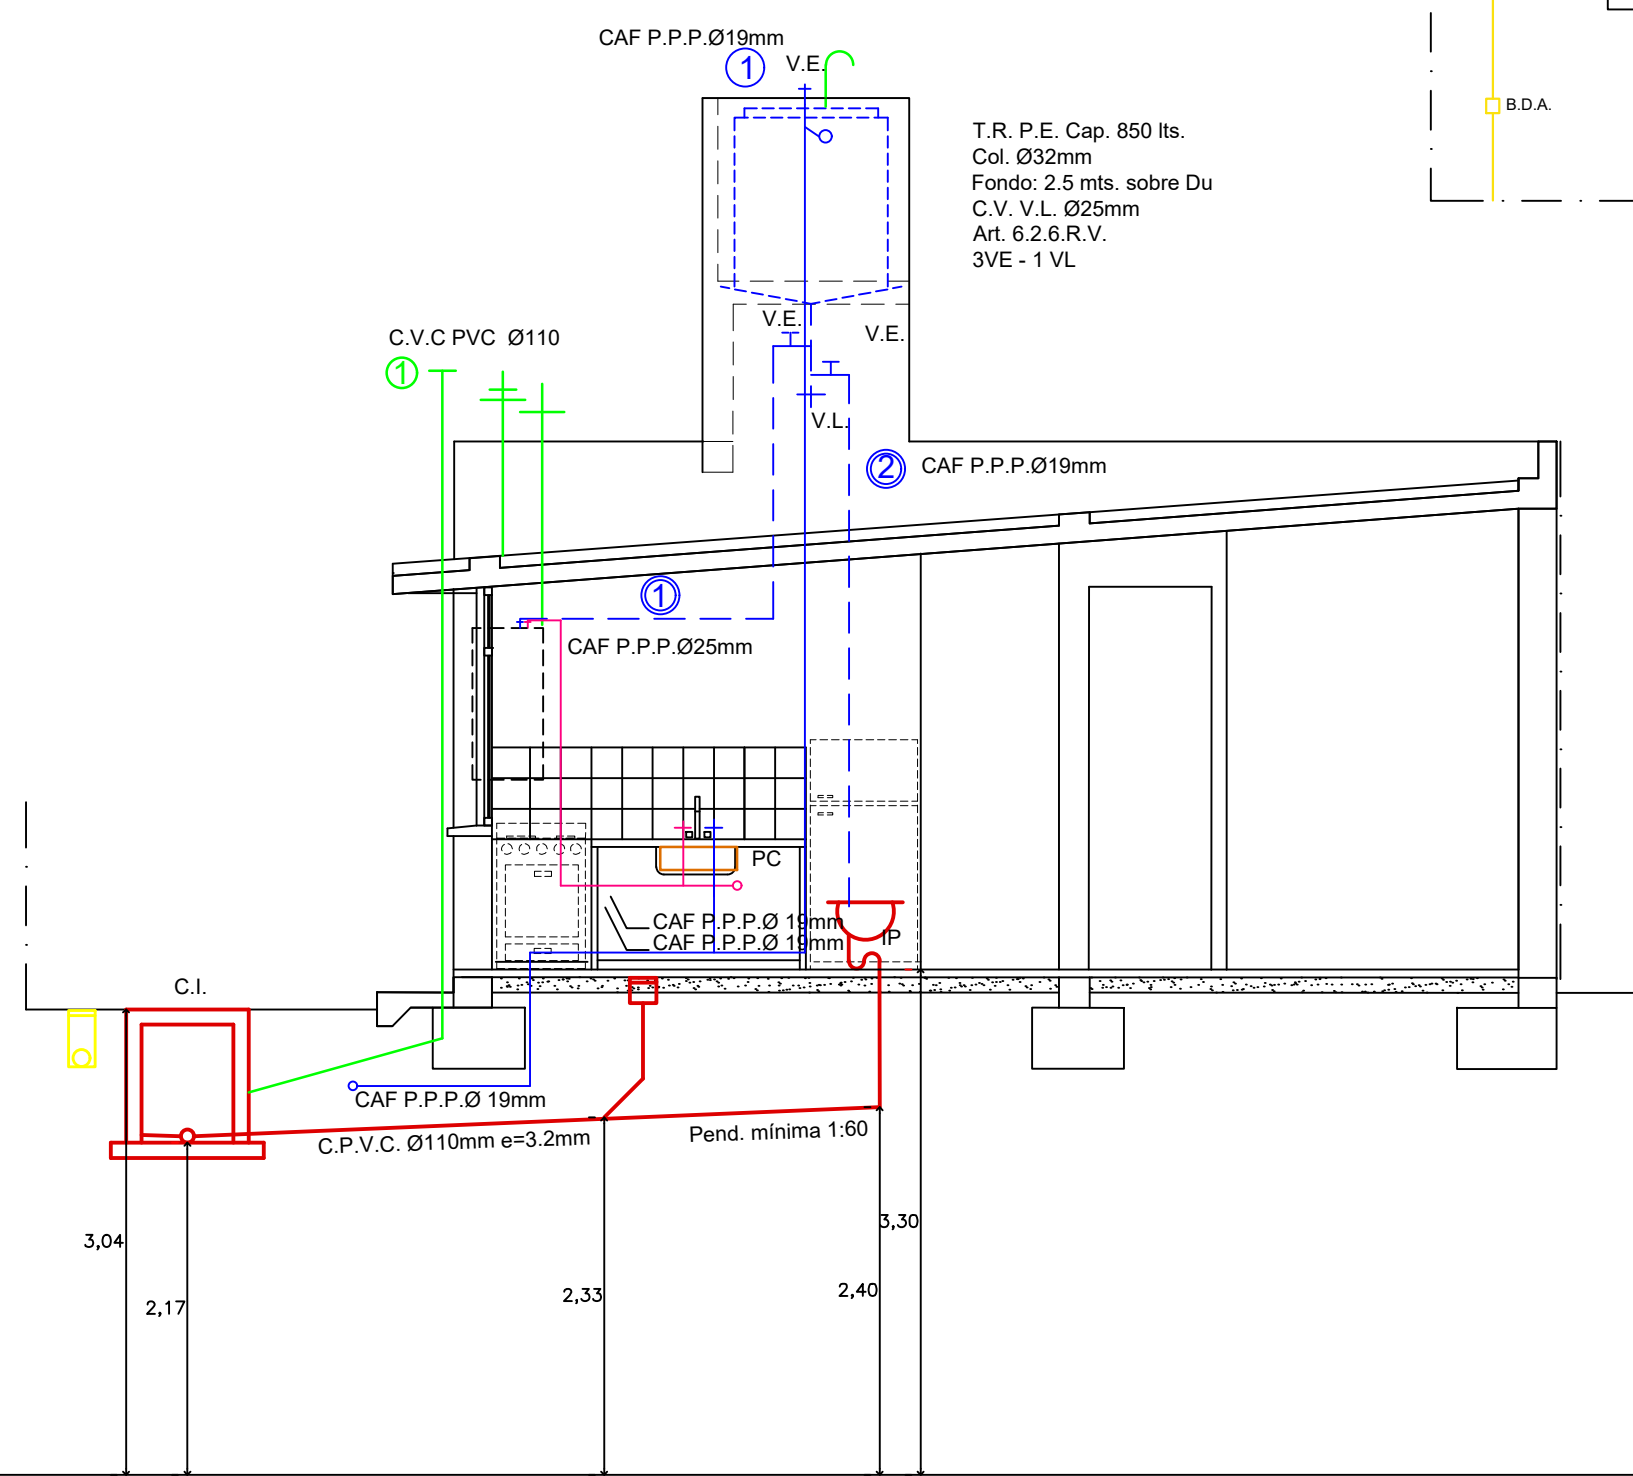 CAF P.P.P.Ø19mm
1
V.E.
B.D.A.
T.R. P.E. Cap. 850 lts.
Col. Ø32mm
Fondo: 2.5 mts. sobre Du
C.V. V.L. Ø25mm
Art. 6.2.6.R.V.
3VE - 1 VL
V.E.
V.E.
C.V.C PVC Ø110
1
V.L.
2
CAF P.P.P.Ø19mm
1
CAF P.P.P.Ø25mm
PC
CAF P.P.P.Ø 19mm
CAF P.P.P.Ø 19mm
IP
C.I.
CAF P.P.P.Ø 19mm
C.P.V.C. Ø110mm e=3.2mm
Pend. mínima 1:60
3,04
2,17
2,33
2,40
3,30